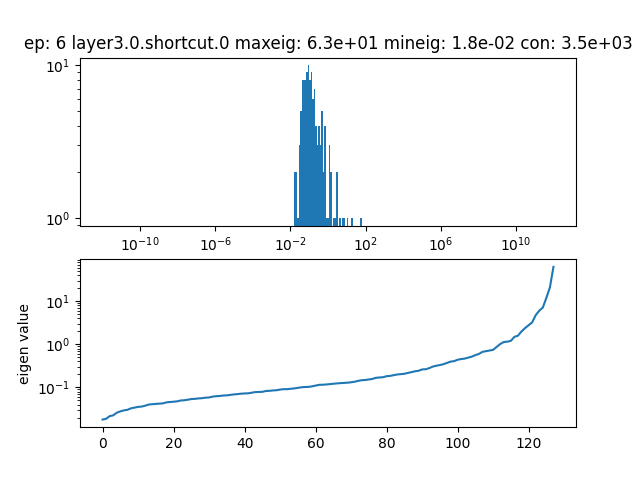 ep: 6 layer3.0.shortcut.0 maxeig: 6.3e+01 mineig: 1.8e-02 con: 3.5e+03
10¹
10⁰
10⁻¹⁰ 10⁻⁶ 10⁻² 10² 10⁶ 10¹⁰
eigen value
10¹
10⁰
10⁻¹
0 20 40 60 80 100 120